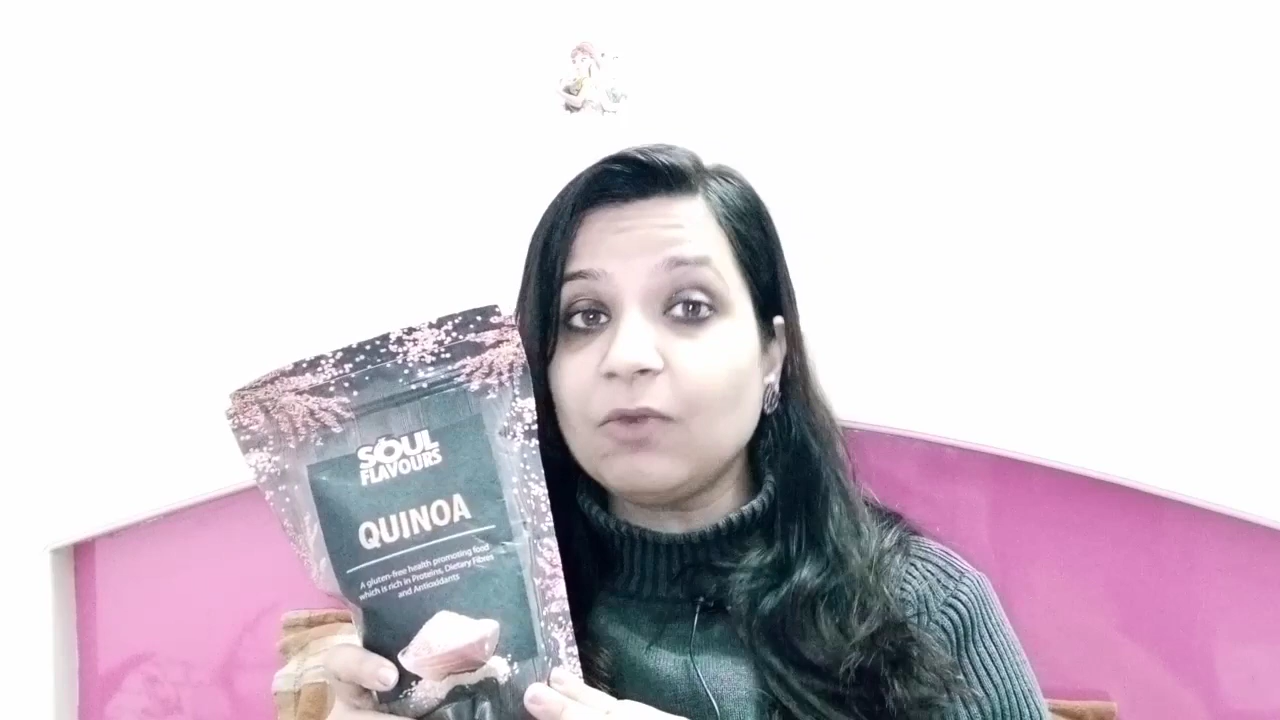 SOUL
FLAVOURS
QUINOA
A gluten-free health promoting food
which is rich in Proteins, Dietary Fibres
and Antioxidants